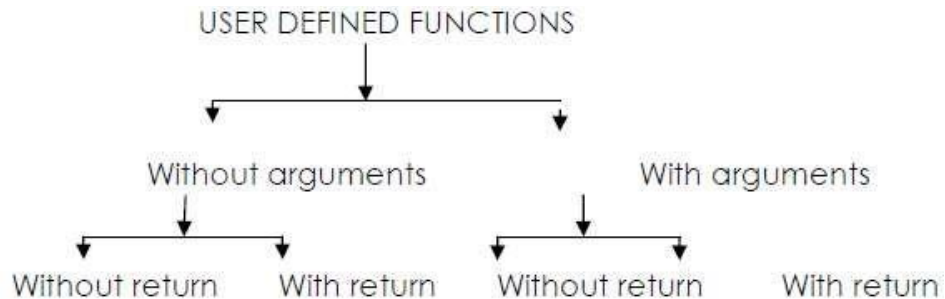 USER DEFINED FUNCTIONS
Without arguments With arguments
Without return With return Without return With return